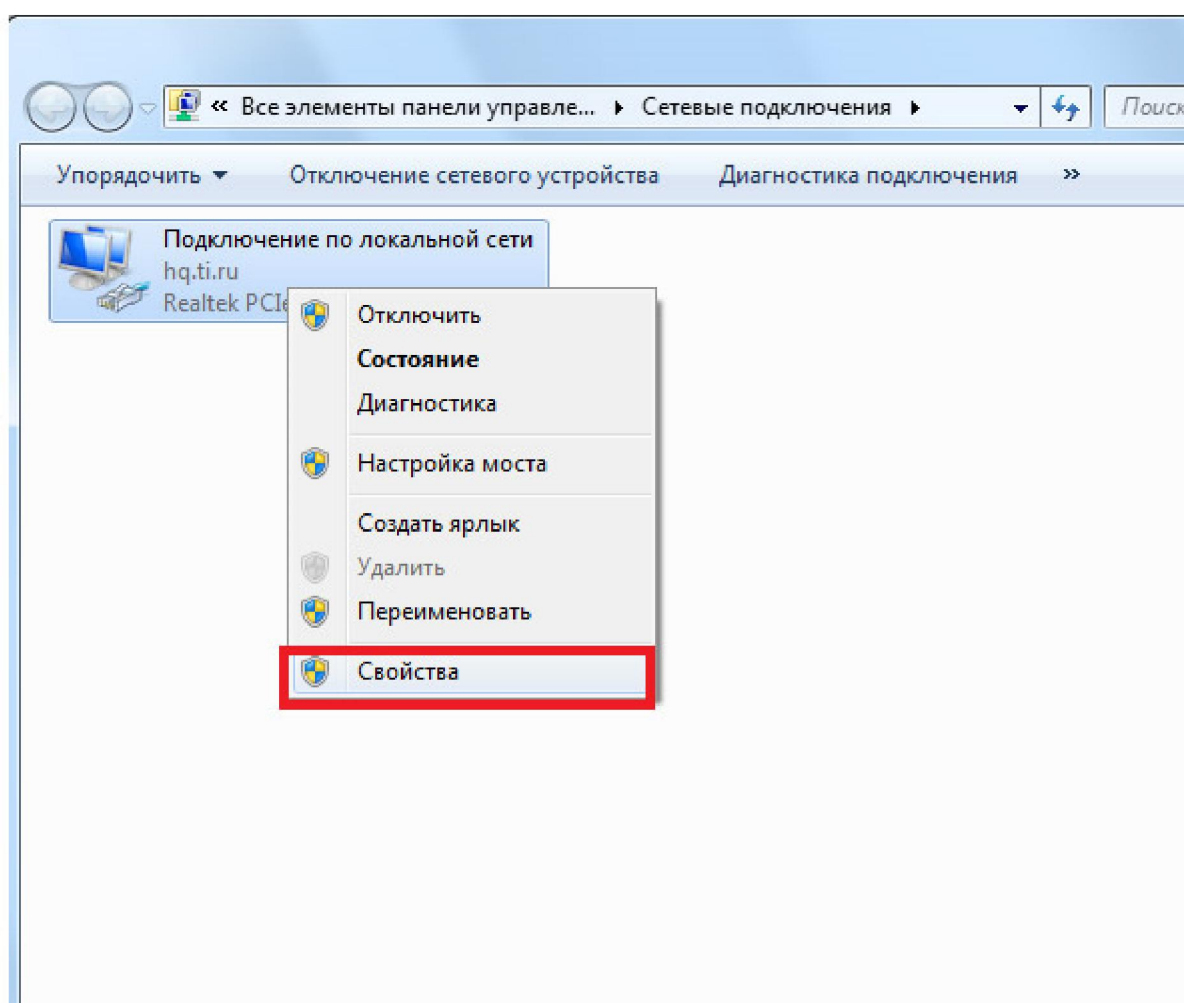 « Все элементы панели управле... Сетевые подключения Поиск
Упорядочить Отключение сетевого устройства Диагностика подключения »
Подключение по локальной сети
hq.ti.ru
Realtek PCIe
Отключить
Состояние
Диагностика
Настройка моста
Создать ярлык
Удалить
Переименовать
Свойства